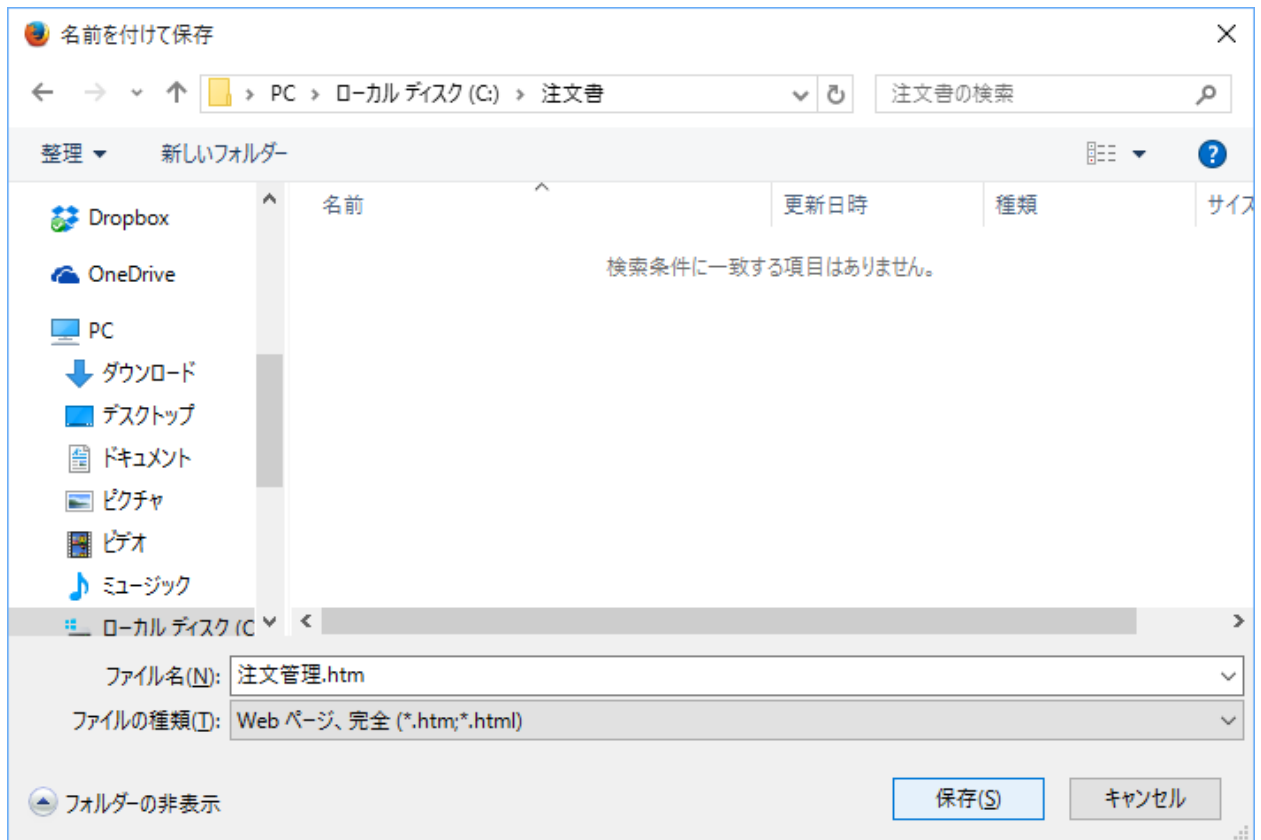 名前を付けて保存
PC > ローカル ディスク (C:) > 注文書
注文書の検索
整理 新しいフォルダー
名前 更新日時 種類 サイズ
検索条件に一致する項目はありません。
Dropbox
OneDrive
PC
ダウンロード
デスクトップ
ドキュメント
ピクチャ
ビデオ
ミュージック
ローカル ディスク (C
ファイル名(N): 注文管理.htm
ファイルの種類(T): Web ページ、完全 (*.htm;*.html)
フォルダーの非表示 保存(S) キャンセル